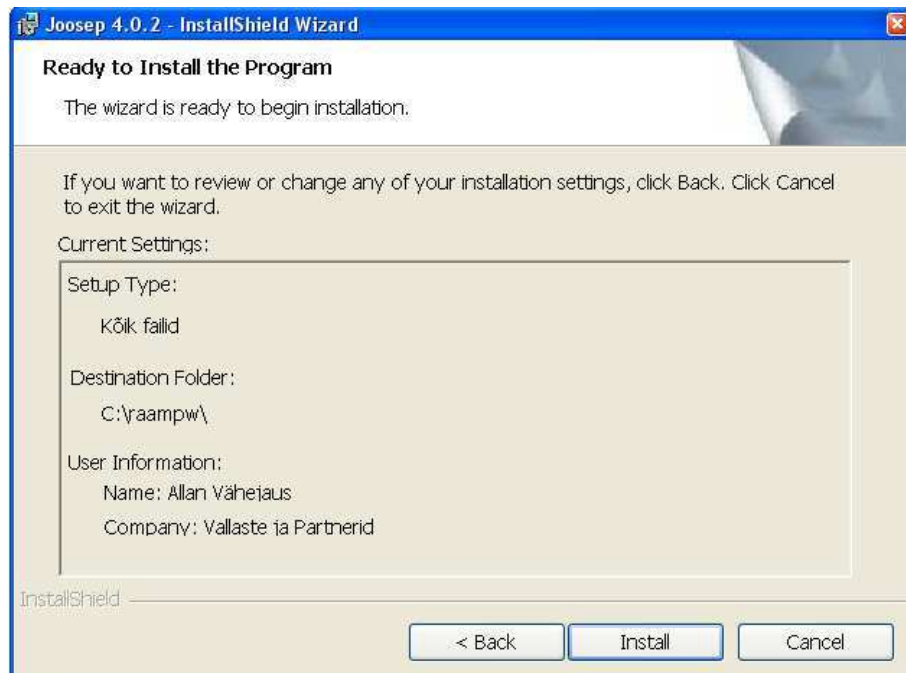 Joosep 4.0.2 - InstallShield Wizard
Ready to Install the Program
The wizard is ready to begin installation.
If you want to review or change any of your installation settings, click Back. Click Cancel
to exit the wizard.
Current Settings:
Setup Type:
Kõik failid
Destination Folder:
C:\raampw\
User Information:
Name: Allan Vähejaus
Company: Vallaste ja Partnerid
InstallShield
< Back Install Cancel